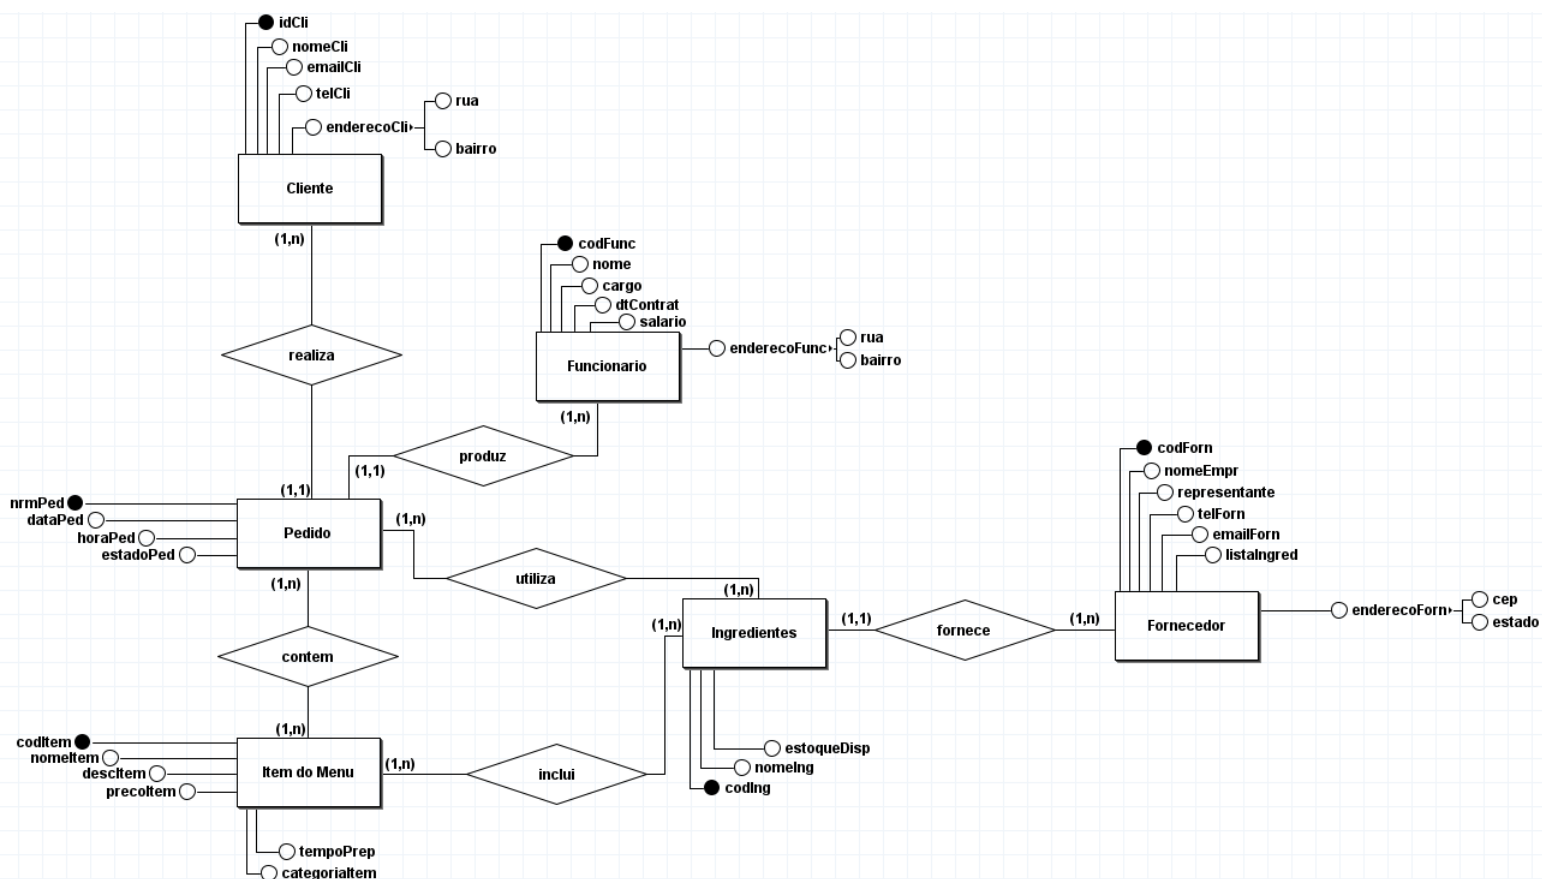 idCli
nomeCli
emailCli
telCli
enderecoCli
rua
bairro
Cliente
(1,n)
realiza
(1,1)
codFunc
nome
cargo
dtContrat
salario
Funcionario
enderecoFunc
rua
bairro
(1,n)
produz
(1,1)
nrmPed
dataPed
horaPed
estadoPed
Pedido
(1,n)
utiliza
(1,n)
(1,n)
contem
(1,n)
codItem
nomeItem
descItem
precoItem
Item do Menu
tempoPrep
categoriaItem
(1,n)
inclui
(1,n)
Ingredientes
estoqueDisp
nomeIng
codIng
(1,1)
fornece
(1,n)
codForn
nomeEmpr
representante
telForn
emailForn
listaIngred
Fornecedor
enderecoForn
cep
estado